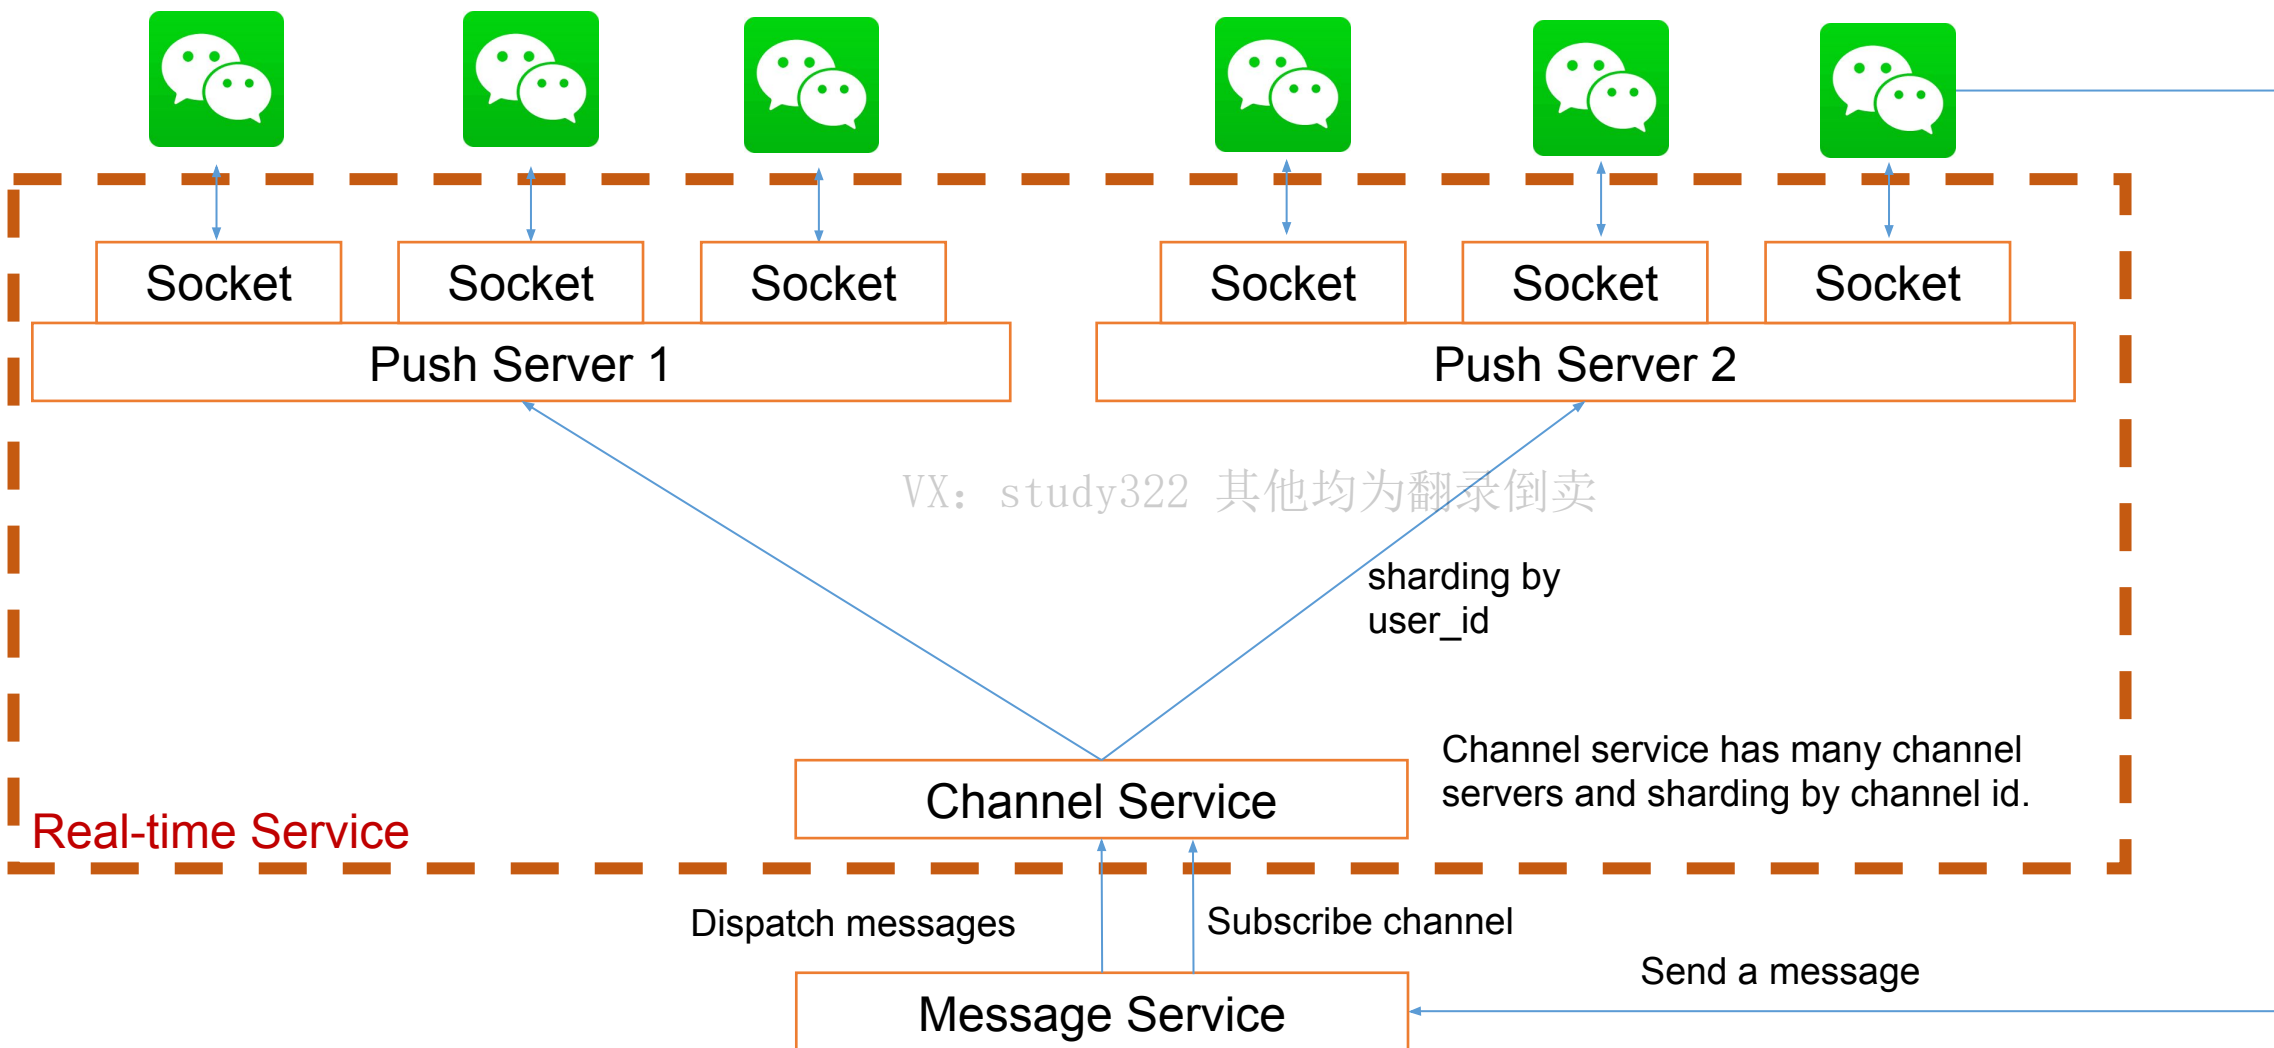 Socket
Socket
Socket
Socket
Socket
Socket
Push Server 1
Push Server 2
VX: study322 其他均为翻录倒卖
sharding by
user_id
Channel service has many channel
servers and sharding by channel id.
Channel Service
Real-time Service
Dispatch messages
Subscribe channel
Send a message
Message Service